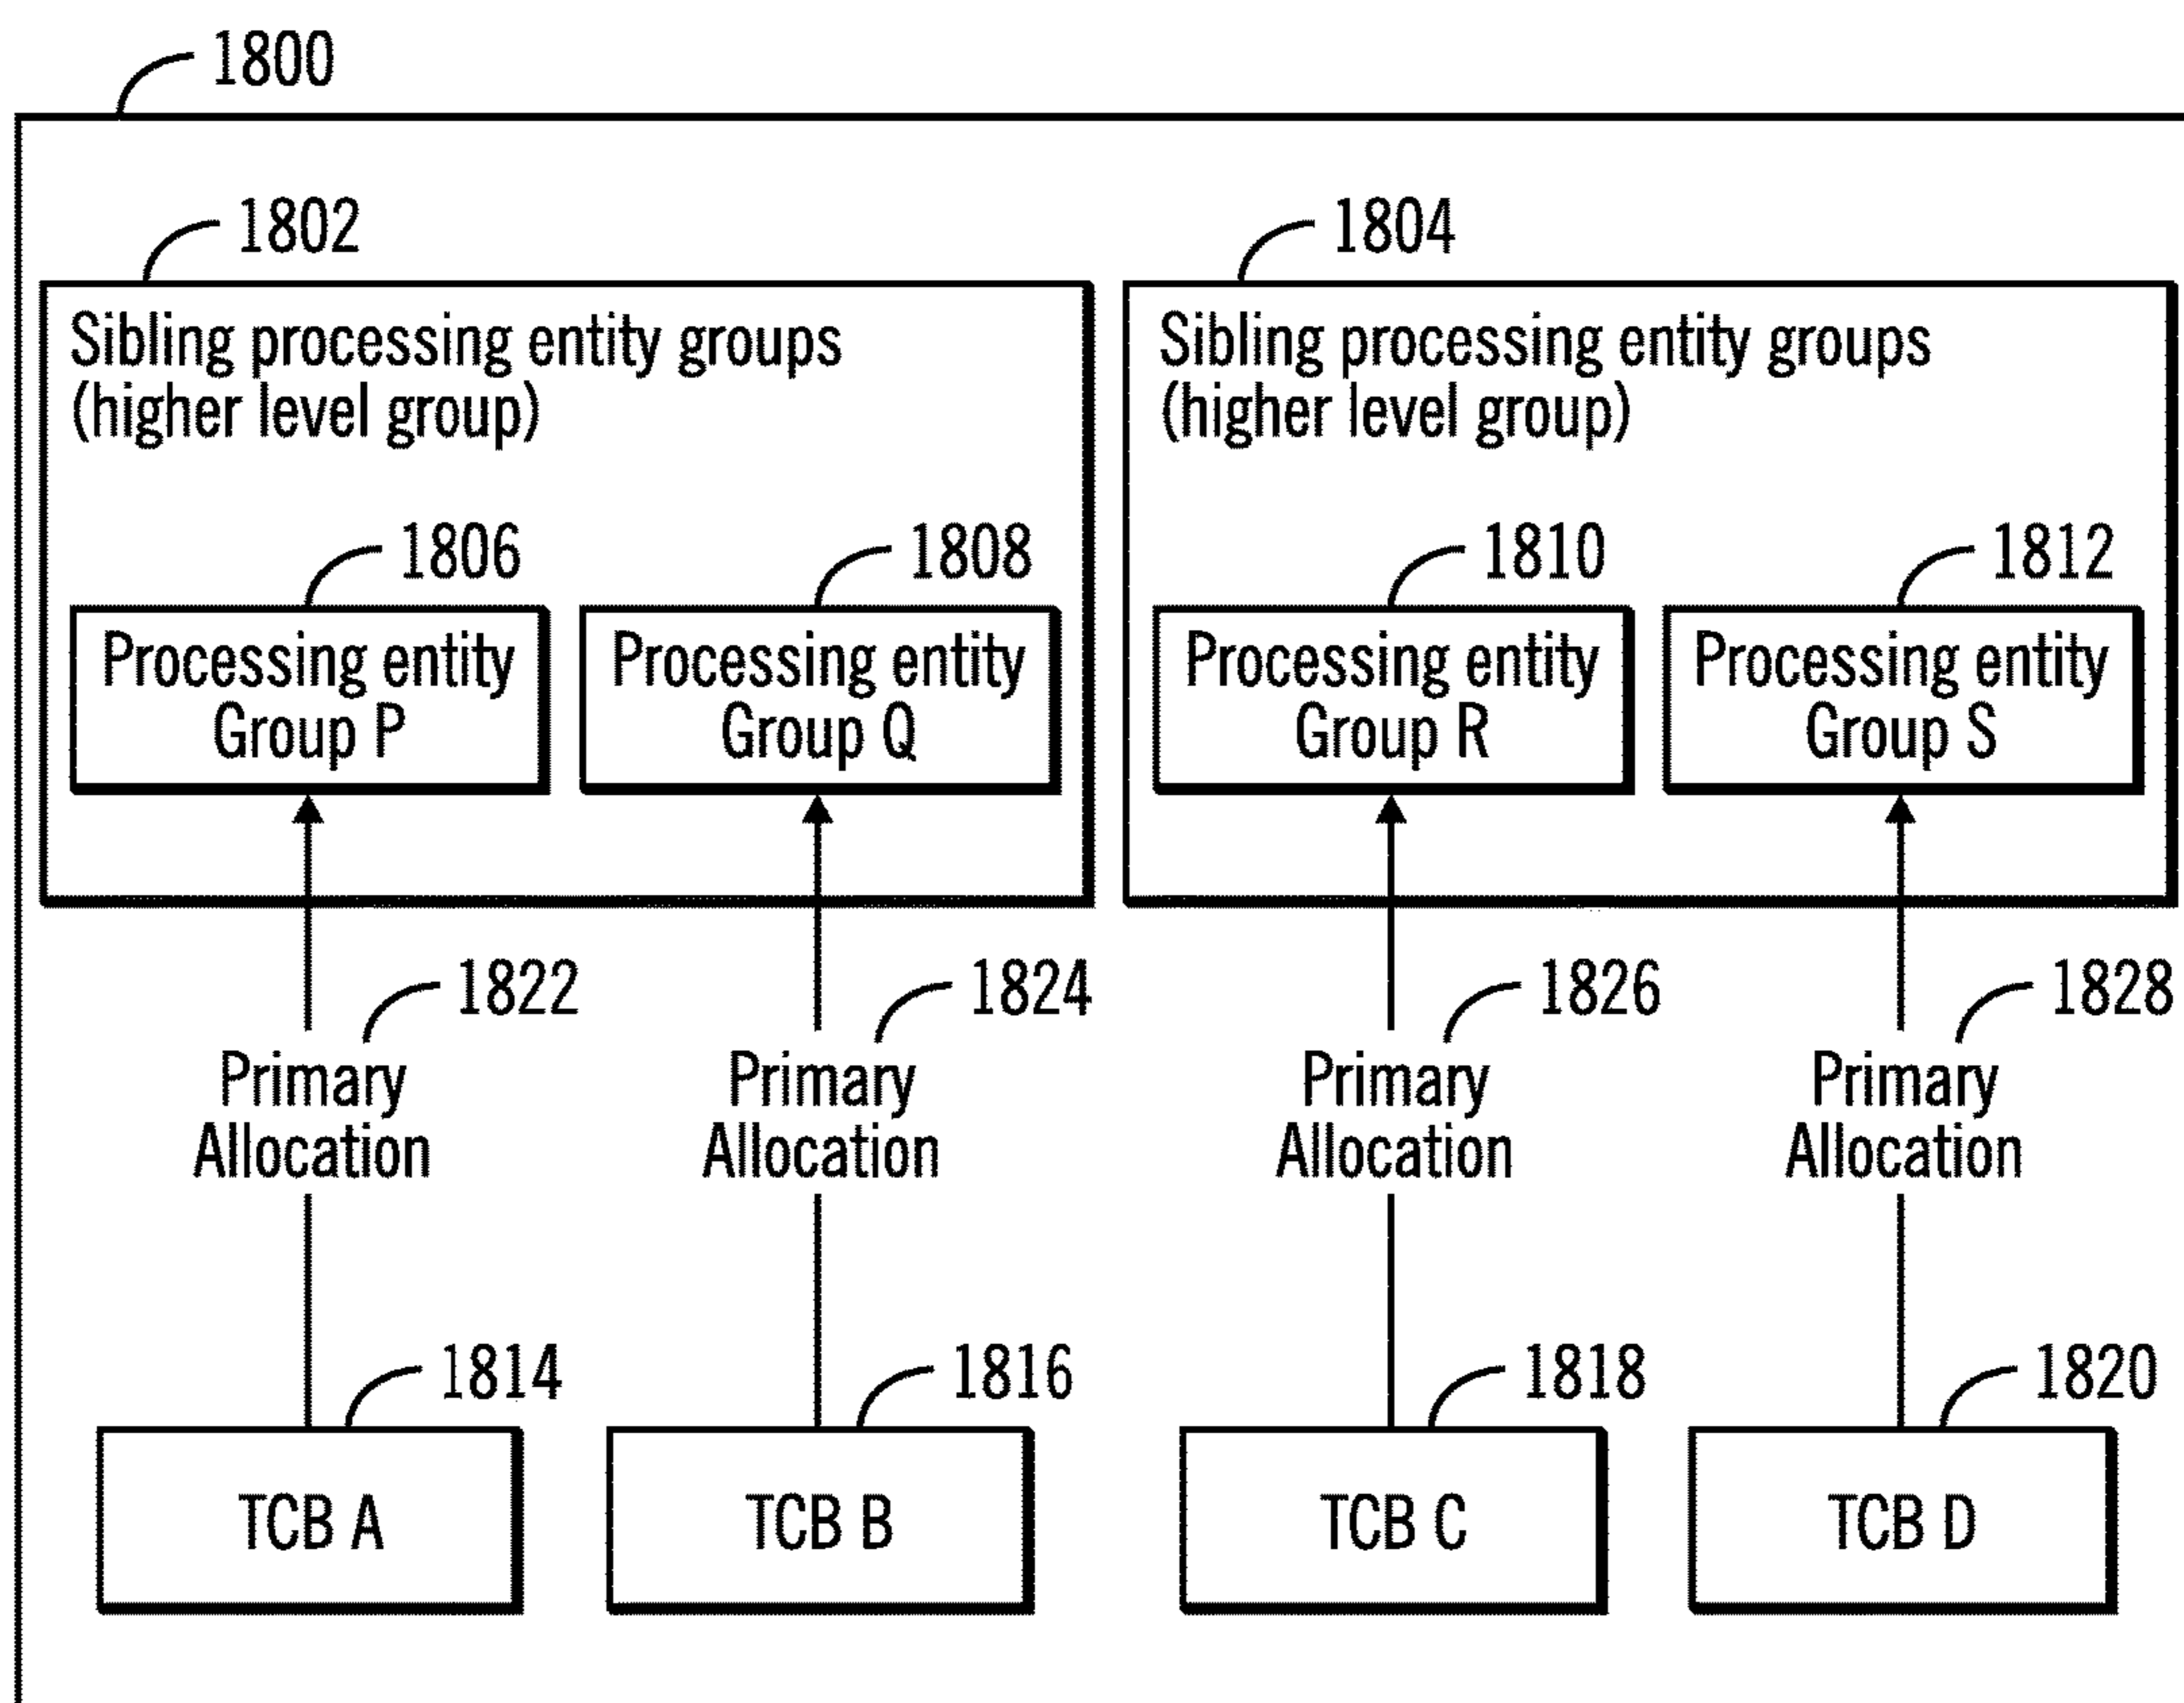 1800
1802
1804
Sibling processing entity groups
(higher level group)
Sibling processing entity groups
(higher level group)
1806
1808
1810
1812
Processing entity
Group P
Processing entity
Group Q
Processing entity
Group R
Processing entity
Group S
1822
1824
1826
1828
Primary
Allocation
Primary
Allocation
Primary
Allocation
Primary
Allocation
1814
1816
1818
1820
TCB A
TCB B
TCB C
TCB D